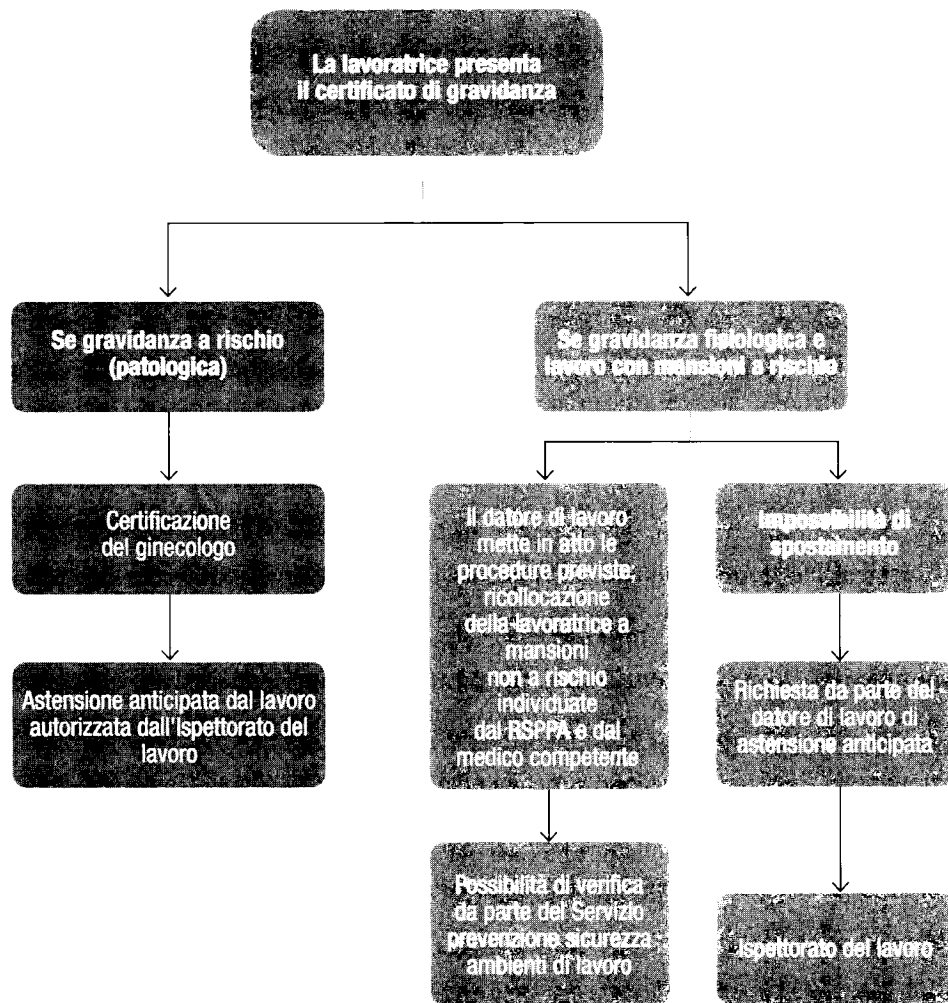 La lavoratrice presenta
il certificato di gravidanza
Se gravidanza a rischio
(patologica)
Certificazione
del ginecologo
Astensione anticipata dal lavoro
autorizzata dall'Ispettorato del
lavoro
Se gravidanza fisiologica e
lavoro con mansioni a rischio
Il datore di lavoro
mette in atto le
procedure previste:
ricollocazione
della lavoratrice a
mansioni
non a rischio
individuate
dal RSPPA e dal
medico competente
Possibilità di verifica
da parte del Servizio
prevenzione sicurezza
ambienti di lavoro
Impossibilità di
spostamento
Richiesta da parte del
datore di lavoro di
astensione anticipata
Ispettorato del lavoro